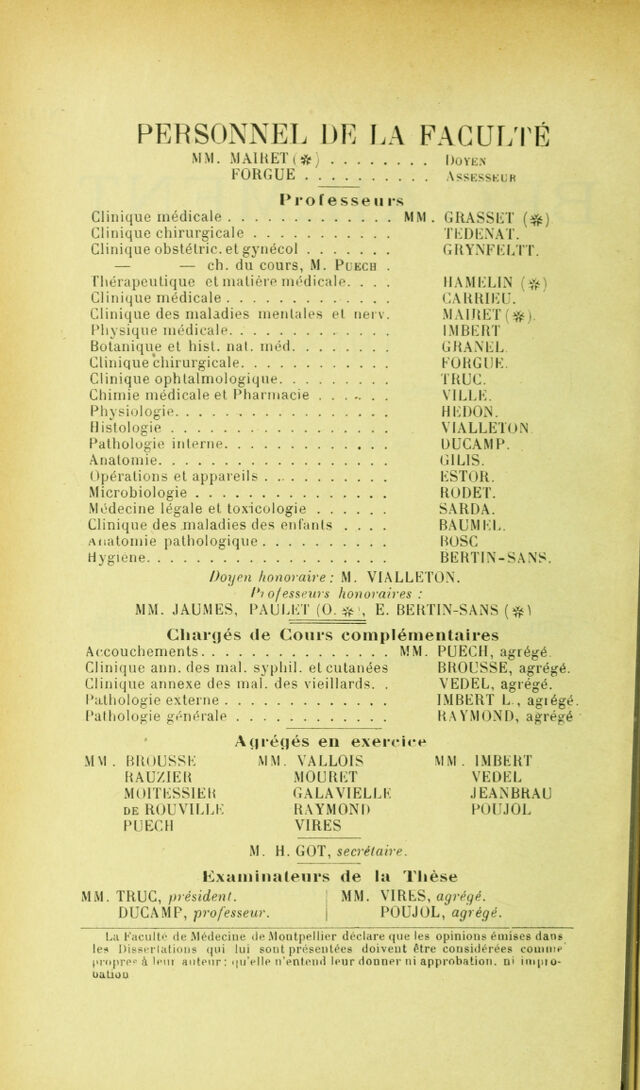 PERSONNEL DE LA FACULTÉ
MM. MAIRET (✻) . . . . . . . . DOYEN
FORGUE . . . . . . . . . . ASSESSEUR
Professeurs
Clinique médicale . . . . . . . . . . . . . MM. GRASSET (✻)
Clinique chirurgicale . . . . . . . . . . . TEDENAT.
Clinique obstétric. et gynécol . . . . . . . GRYNFELTT.
— — ch. du cours, M. PUECH .
Thérapeutique et matière médicale. . . . HAMELIN (✻)
Clinique médicale . . . . . . . . . . . . . CARRIEU.
Clinique des maladies mentales et nerv. MAIRET (✻).
Physique médicale. . . . . . . . . . . . . IMBERT
Botanique et hist. nat. méd. . . . . . . . GRANEL.
Clinique chirurgicale. . . . . . . . . . . . FORGUE.
Clinique ophtalmologique. . . . . . . . . TRUC.
Chimie médicale et Pharmacie . . . . . . VILLE.
Physiologie. . . . . . . . . . . . . . . . . HEDON.
Histologie . . . . . . . . . . . . . . . . . VIALLETON
Pathologie interne. . . . . . . . . . . . . DUCAMP.
Anatomie. . . . . . . . . . . . . . . . . . GILIS.
Opérations et appareils . . . . . . . . . . ESTOR.
Microbiologie . . . . . . . . . . . . . . . RODET.
Médecine légale et toxicologie . . . . . . SARDA.
Clinique des maladies des enfants . . . . BAUMEL.
Anatomie pathologique . . . . . . . . . . BOSC
Hygiene. . . . . . . . . . . . . . . . . . . BERTIN-SANS.
Doyen honoraire : M. VIALLETON.
Professeurs honoraires :
MM. JAUMES, PAULET (O. ✻), E. BERTIN-SANS (✻)
Chargés de Cours complémentaires
Accouchements. . . . . . . . . . . . . . . MM. PUECH, agrégé
Clinique ann. des mal. syphil. et cutanées BROUSSE, agrégé.
Clinique annexe des mal. des vieillards. . VEDEL, agrégé.
Pathologie externe . . . . . . . . . . . . . IMBERT L., agrégé.
Pathologie générale . . . . . . . . . . . . RAYMOND, agrégé
Agrégés en exercice
MM. BROUSSE MM. VALLOIS MM. IMBERT
RAUZIER MOURET VEDEL
MOITESSIER GALAVIELLE JEANBRAU
DE ROUVILLE RAYMOND POUJOL
PUECH VIRES
M. H. GOT, secrétaire.
Examinateurs de la Thèse
MM. TRUC, président. MM. VIRES, agrégé.
DUCAMP, professeur. POUJOL, agrégé.
La Faculté de Médecine de Montpellier déclare que les opinions émises dans
les Dissertations qui lui sont présentées doivent être considérées comme
propres à leur auteur ; qu'elle n'entend leur donner ni approbation, ni impro-
bation